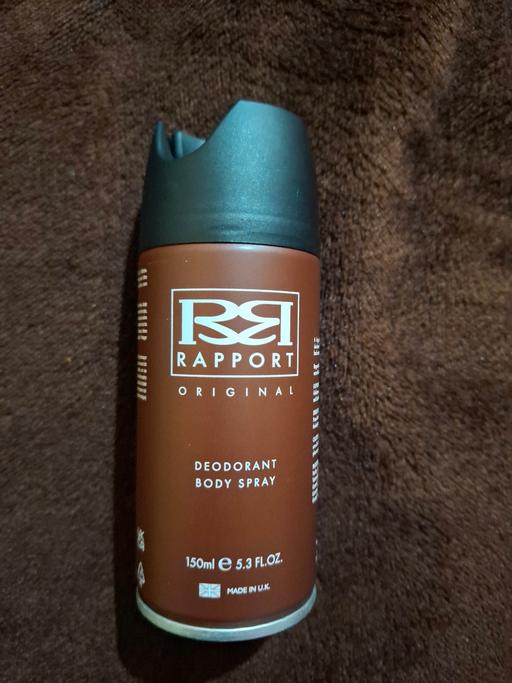 RR
RAPPORT
ORIGINAL
DEODORANT
BODY SPRAY
150ml ℮ 5.3 FL.OZ.
MADE IN U.K.